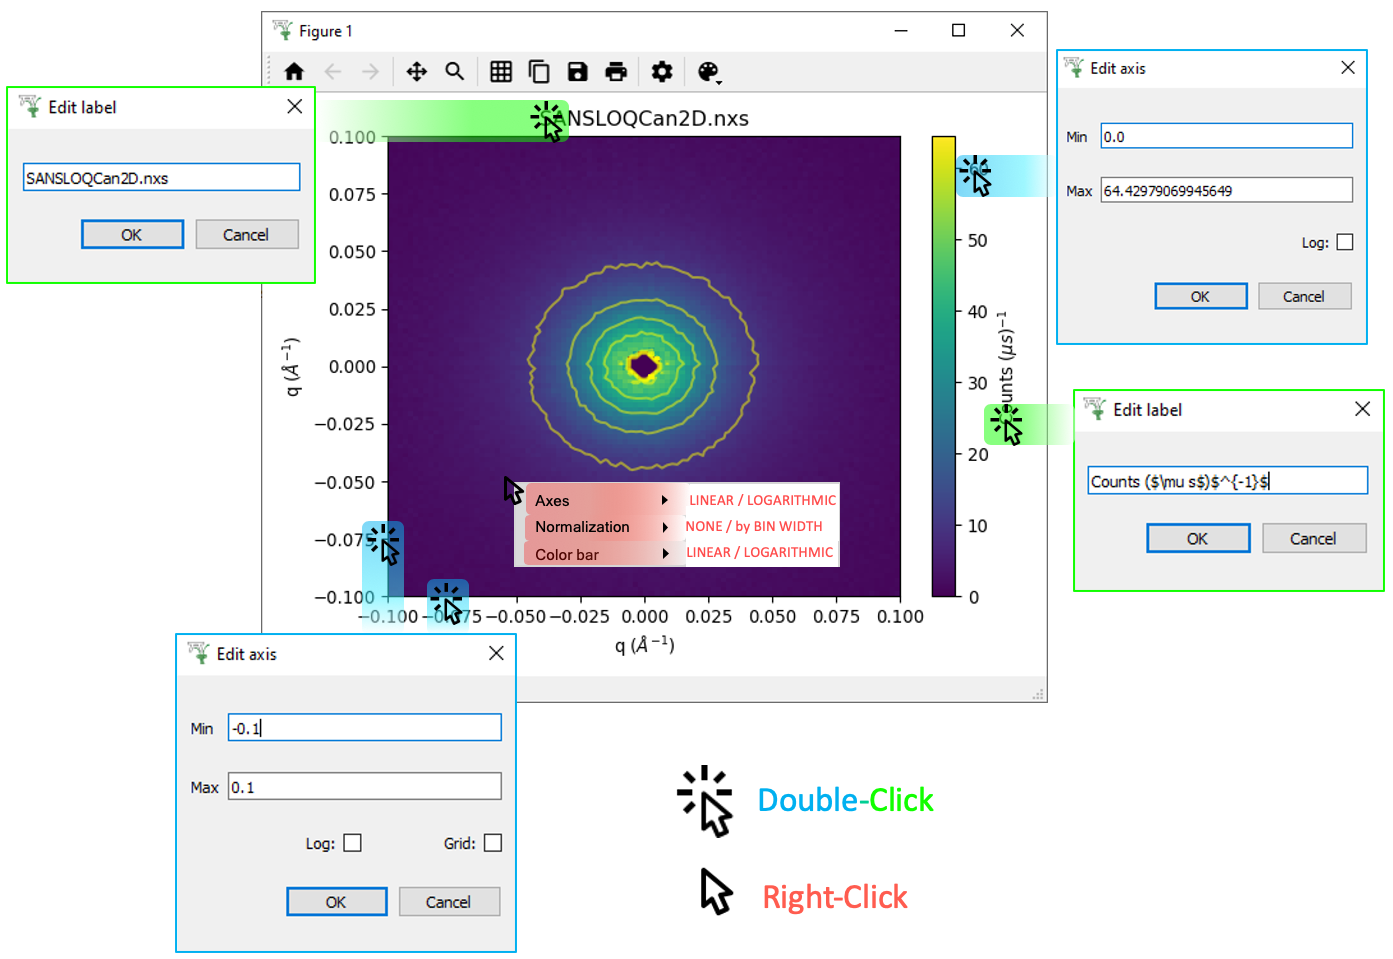 Figure 1
Edit label
SANSLOQCan2D.nxs
OK
Cancel
SANSLOQCan2D.nxs
0.100
0.075
0.050
0.025
0.000
−0.025
−0.050
−0.075
−0.100
q (Å⁻¹)
−0.100
−0.075
−0.050
−0.025
0.000
0.025
0.050
0.075
0.100
q (Å⁻¹)
60
50
40
30
20
10
0
Counts (μs)⁻¹
Axes
LINEAR / LOGARITHMIC
Normalization
NONE / by BIN WIDTH
Color bar
LINEAR / LOGARITHMIC
Edit axis
Min
0.0
Max
64.42979069945649
Log:
OK
Cancel
Edit label
Counts ($\mu s$)$^{-1}$
OK
Cancel
Edit axis
Min
-0.1
Max
0.1
Log:
Grid:
OK
Cancel
Double-Click
Right-Click